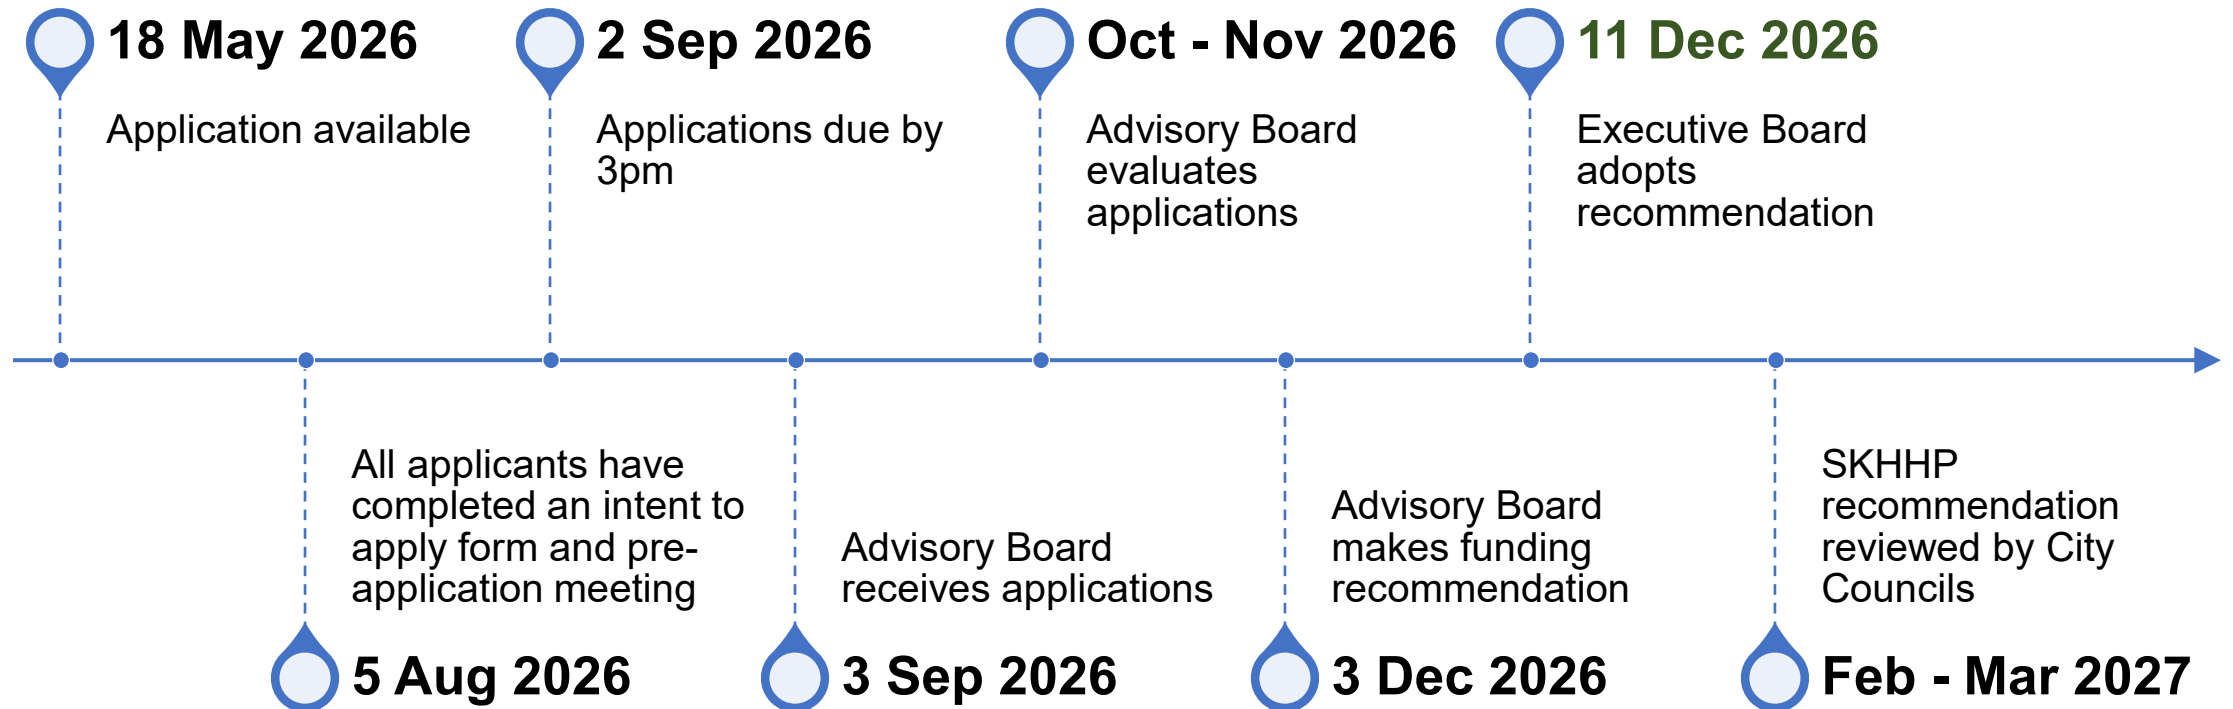 18 May 2026
Application available
2 Sep 2026
Applications due by
3pm
Oct - Nov 2026
Advisory Board
evaluates
applications
11 Dec 2026
Executive Board
adopts
recommendation
All applicants have
completed an intent to
apply form and pre-
application meeting
5 Aug 2026
Advisory Board
receives applications
3 Sep 2026
Advisory Board
makes funding
recommendation
3 Dec 2026
SKHHP
recommendation
reviewed by City
Councils
Feb - Mar 2027